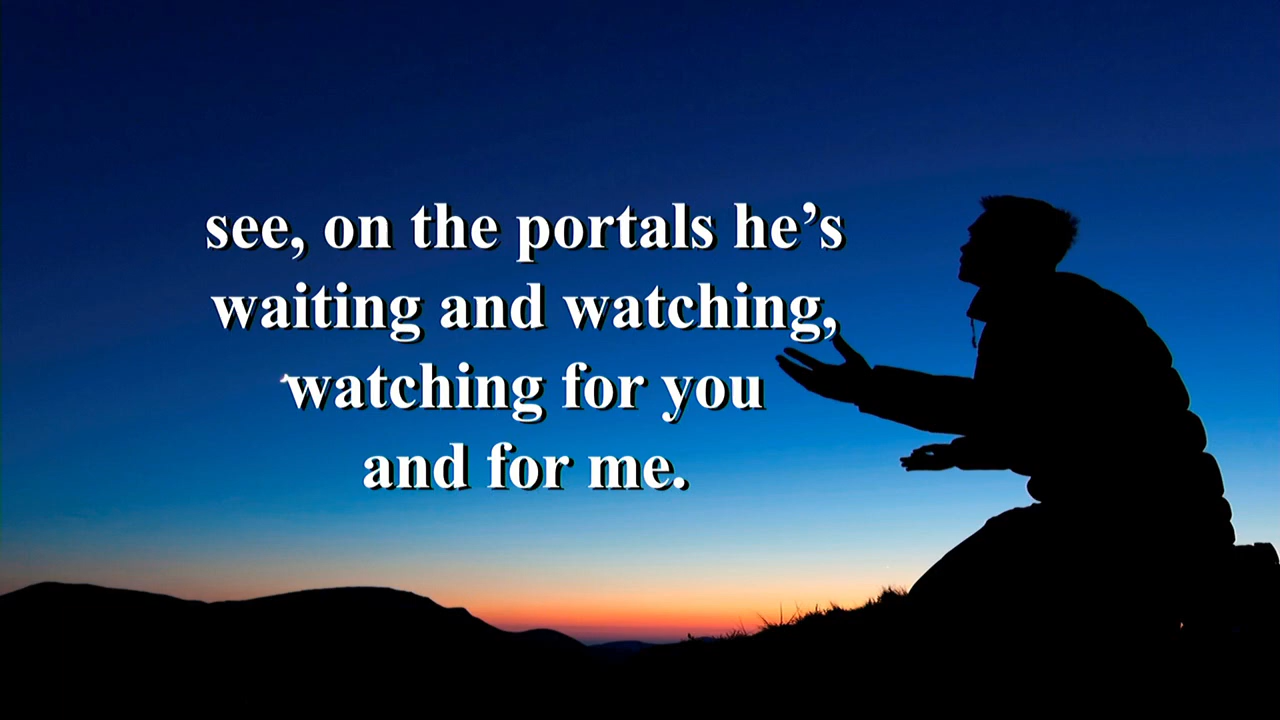 see, on the portals he’s
waiting and watching,
watching for you
and for me.